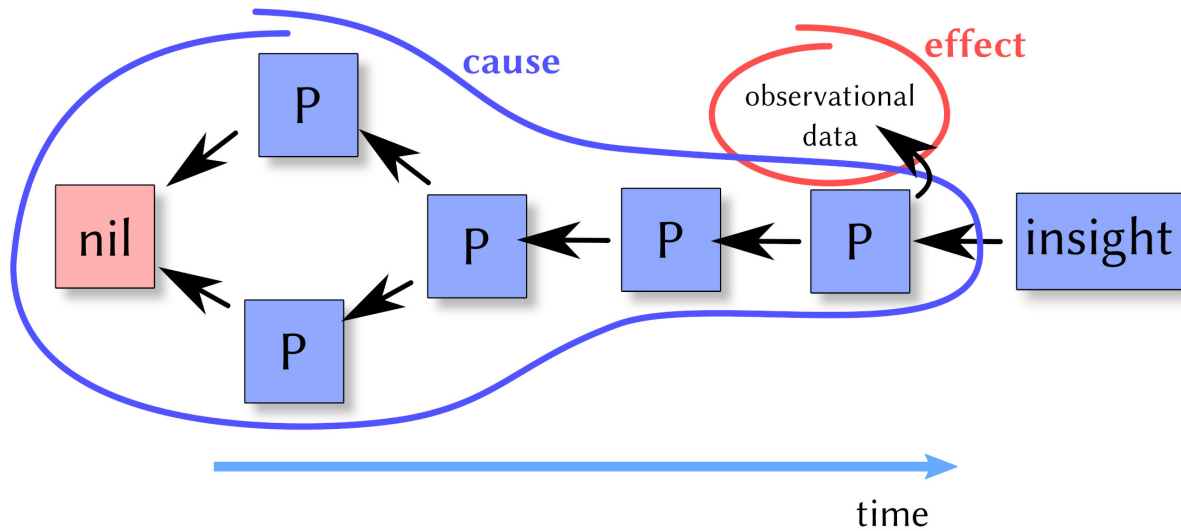 effect
cause
observational
data
P
nil
P
P
P
insight
P
time